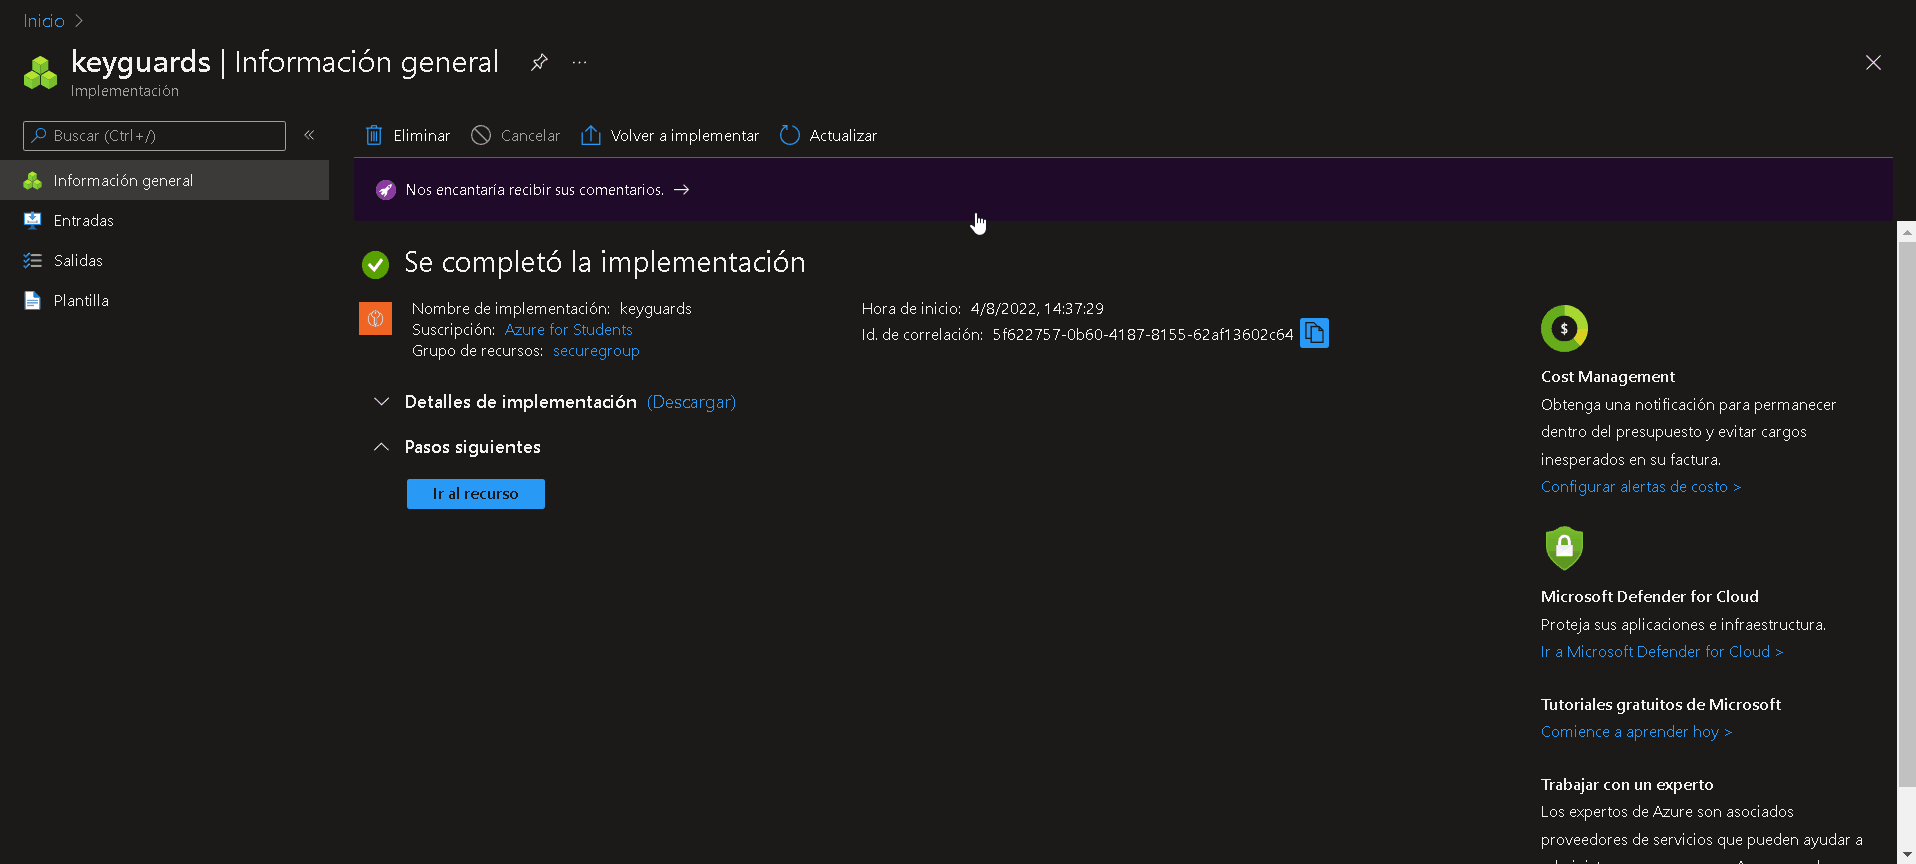 Inicio
keyguards | Información general
Implementación
Buscar (Ctrl+/)
Información general
Entradas
Salidas
Plantilla
Eliminar
Cancelar
Volver a implementar
Actualizar
Nos encantaría recibir sus comentarios.
Se completó la implementación
Nombre de implementación: keyguards
Suscripción: Azure for Students
Grupo de recursos: securegroup
Hora de inicio: 4/8/2022, 14:37:29
Id. de correlación: 5f622757-0b60-4187-8155-62af13602c64
Detalles de implementación (Descargar)
Pasos siguientes
Ir al recurso
$
Cost Management
Obtenga una notificación para permanecer
dentro del presupuesto y evitar cargos
inesperados en su factura.
Configurar alertas de costo >
Microsoft Defender for Cloud
Proteja sus aplicaciones e infraestructura.
Ir a Microsoft Defender for Cloud >
Tutoriales gratuitos de Microsoft
Comience a aprender hoy >
Trabajar con un experto
Los expertos de Azure son asociados
proveedores de servicios que pueden ayudar a